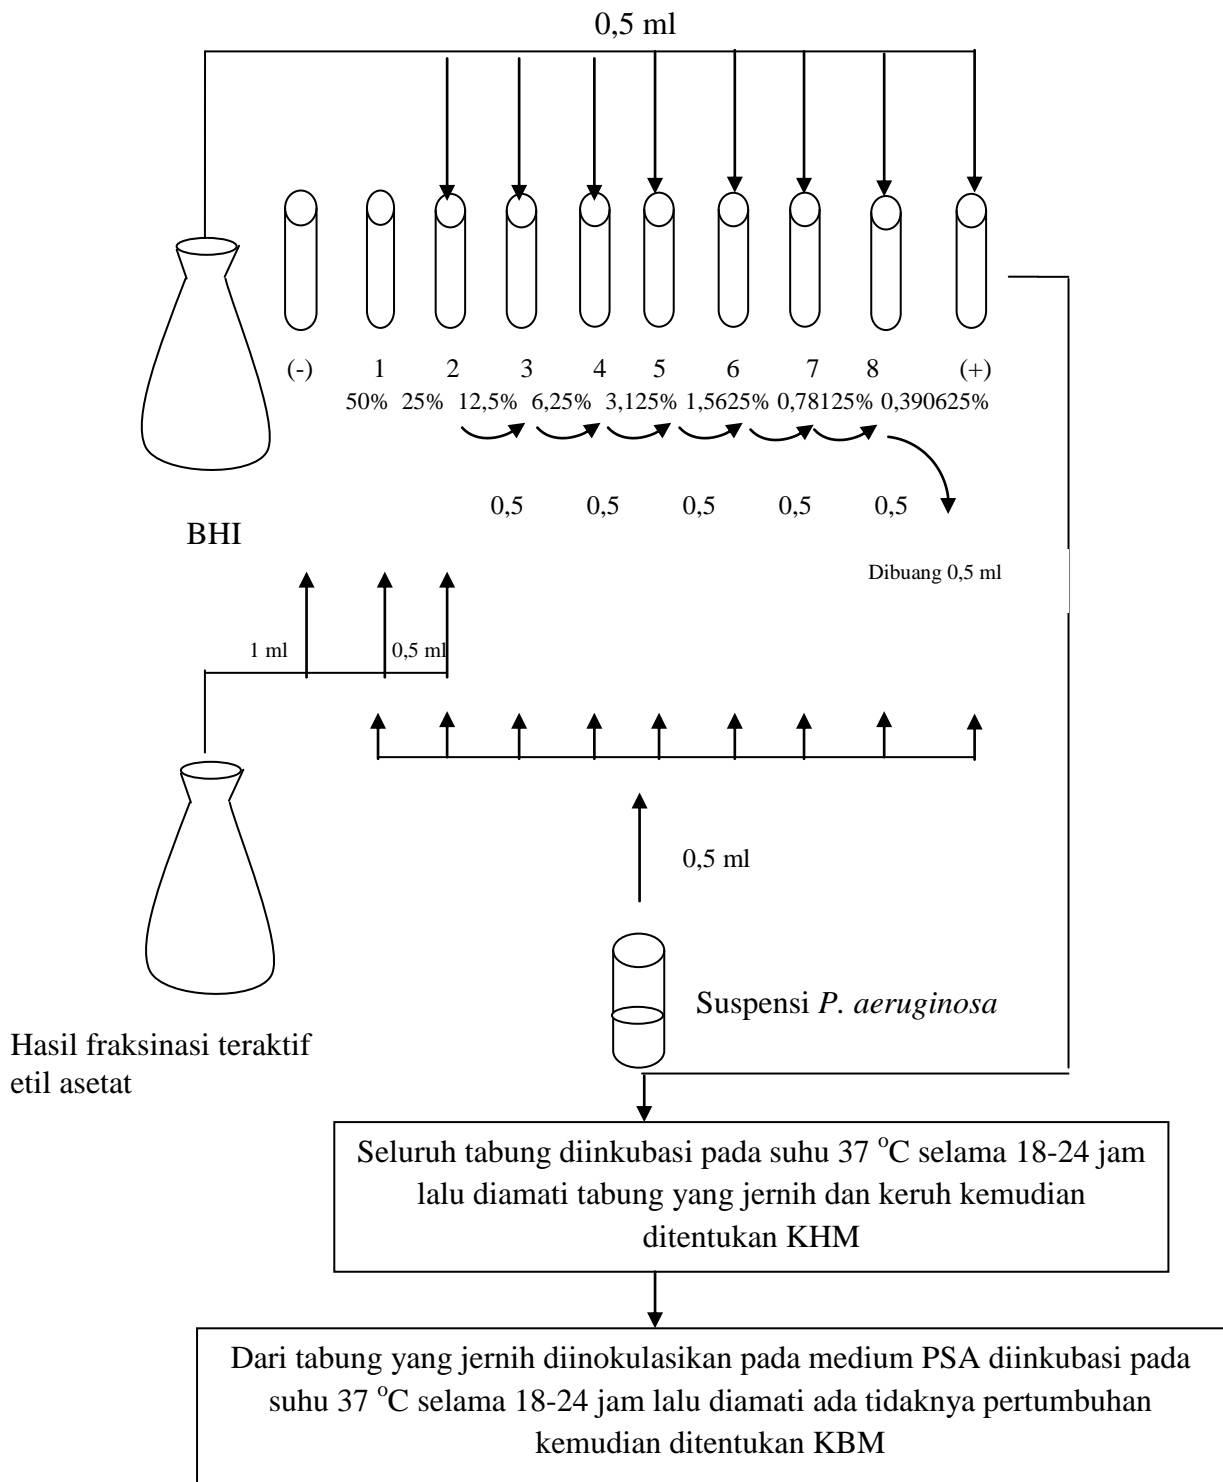 0,5 ml
(-) 1 2 3 4 5 6 7 8 (+)
50% 25% 12,5% 6,25% 3,125% 1,5625% 0,78125% 0,390625%
0,5 0,5 0,5 0,5 0,5
BHI
Dibuang 0,5 ml
1 ml 0,5 ml
0,5 ml
Suspensi P. aeruginosa
Hasil fraksinasi teraktif
etil asetat
Seluruh tabung diinkubasi pada suhu 37 °C selama 18-24 jam
lalu diamati tabung yang jernih dan keruh kemudian
ditentukan KHM
Dari tabung yang jernih diinokulasikan pada medium PSA diinkubasi pada
suhu 37 °C selama 18-24 jam lalu diamati ada tidaknya pertumbuhan
kemudian ditentukan KBM